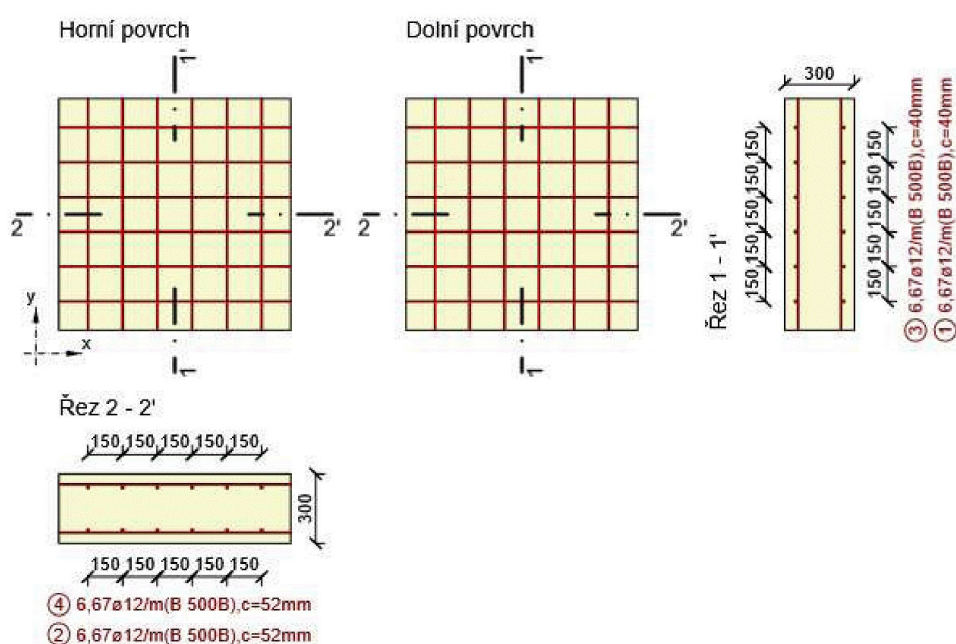 Horní povrch
Dolní povrch
1'
1'
300
2
2'
2
2'
150
150
150
150
150
150
150
150
150
150
Řez 1 - 1'
③ 6,67ø12/m(B 500B),c=40mm
① 6,67ø12/m(B 500B),c=40mm
y
x
1
1
Řez 2 - 2'
150 150 150 150 150
300
150 150 150 150 150
④ 6,67ø12/m(B 500B),c=52mm
② 6,67ø12/m(B 500B),c=52mm